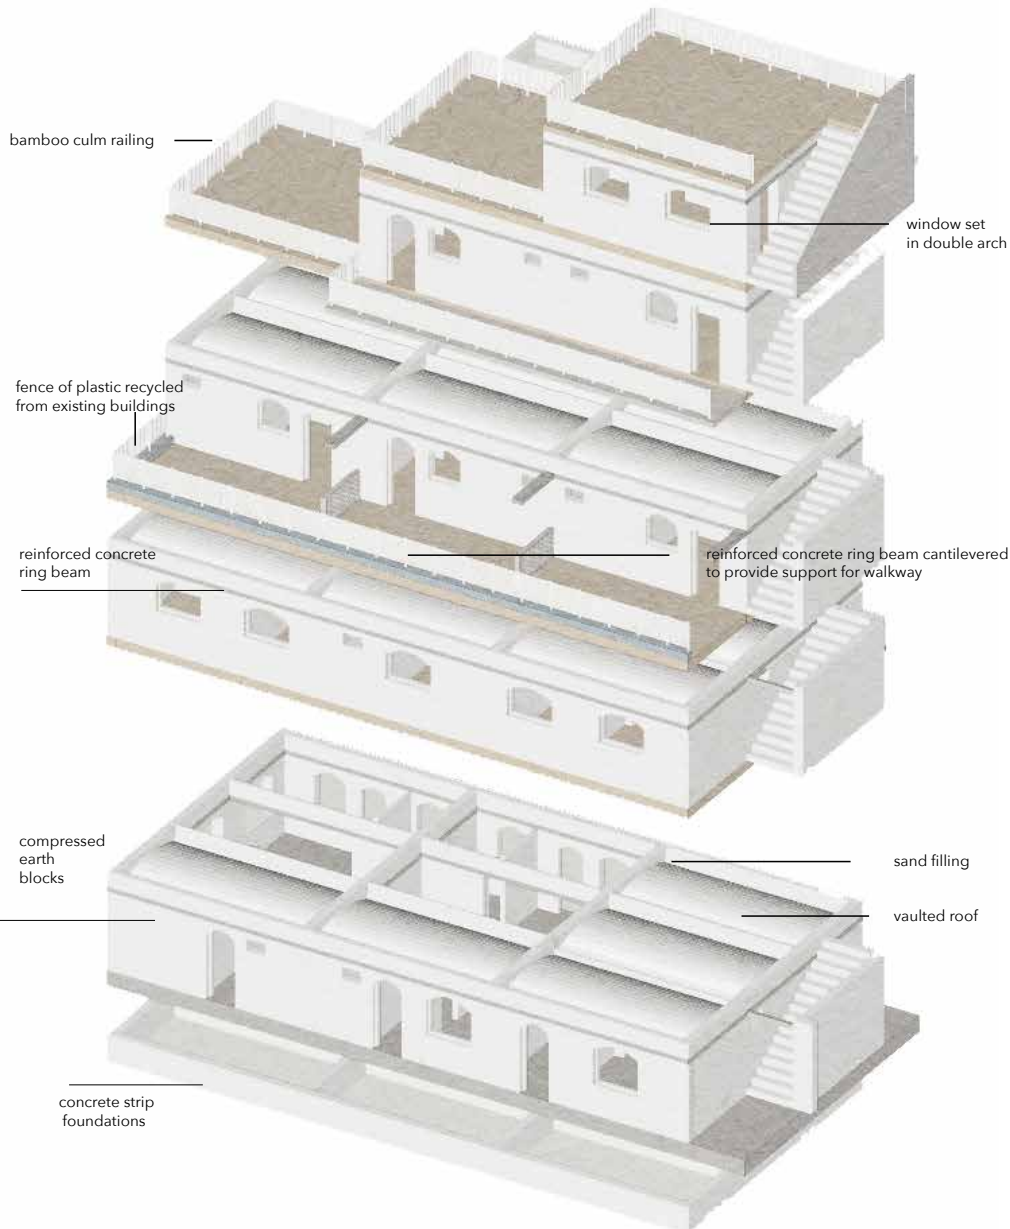 bamboo culm railing
window set
in double arch
fence of plastic recycled
from existing buildings
reinforced concrete
ring beam
reinforced concrete ring beam cantilevered
to provide support for walkway
compressed
earth
blocks
sand filling
vaulted roof
concrete strip
foundations